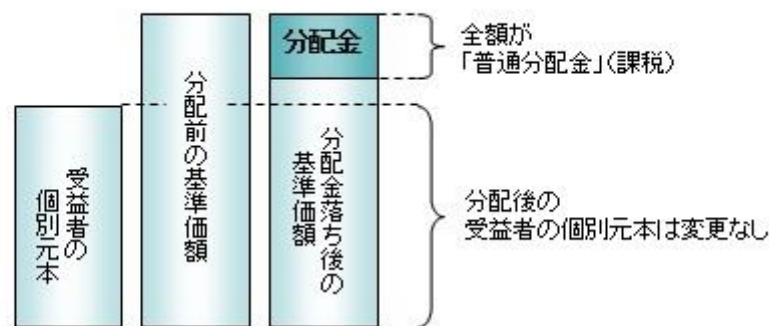 受益者の
個別元本
分配前の基準価額
分配金
分配金落ち後の
基準価額
全額が
「普通分配金」(課税)
分配後の
受益者の個別元本は変更なし